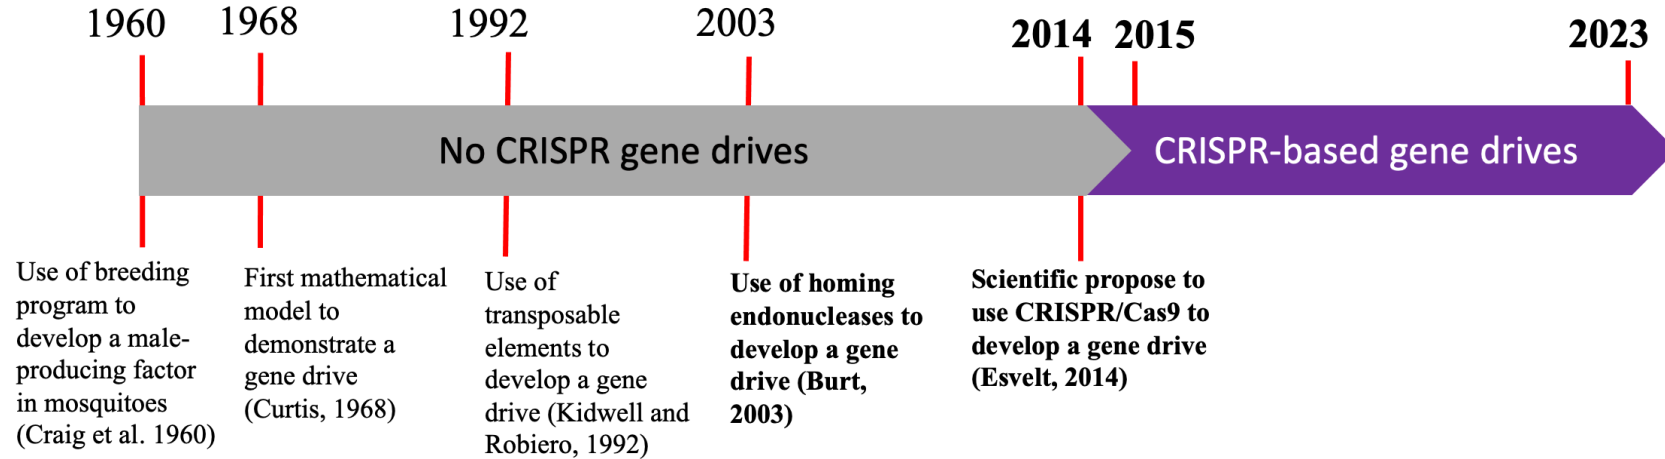 1960 1968 1992 2003 2014 2015 2023
No CRISPR gene drives CRISPR-based gene drives
Use of breeding
program to
develop a male-
producing factor
in mosquitoes
(Craig et al. 1960)
First mathematical
model to
demonstrate a
gene drive
(Curtis, 1968)
Use of
transposable
elements to
develop a gene
drive (Kidwell and
Robiero, 1992)
Use of homing
endonucleases to
develop a gene
drive (Burt,
2003)
Scientific propose to
use CRISPR/Cas9 to
develop a gene drive
(Esvelt, 2014)